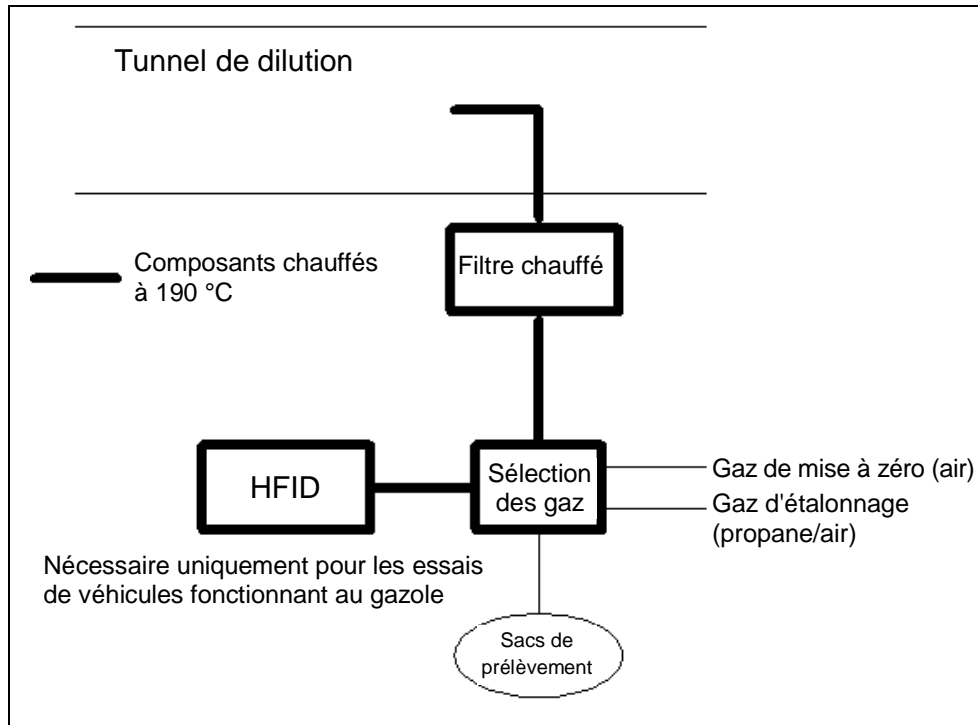 Tunnel de dilution
Composants chauffés
à 190 °C
Filtre chauffé
HFID
Sélection
des gaz
Gaz de mise à zéro (air)
Gaz d'étalonnage
(propane/air)
Nécessaire uniquement pour les essais
de véhicules fonctionnant au gazole
Sacs de
prélèvement